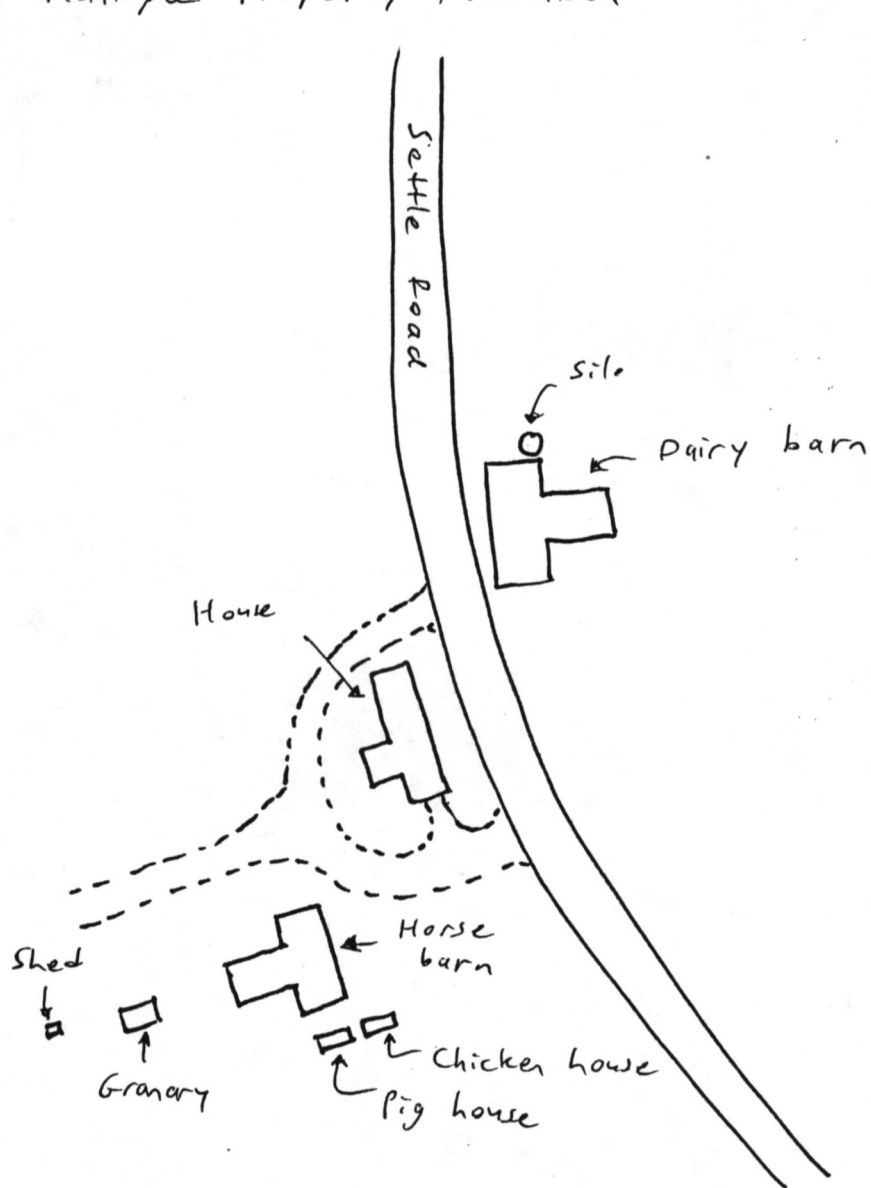 Settle Road
Silo
Dairy barn
House
Horse
barn
Shed
Granary
Chicken house
Pig house